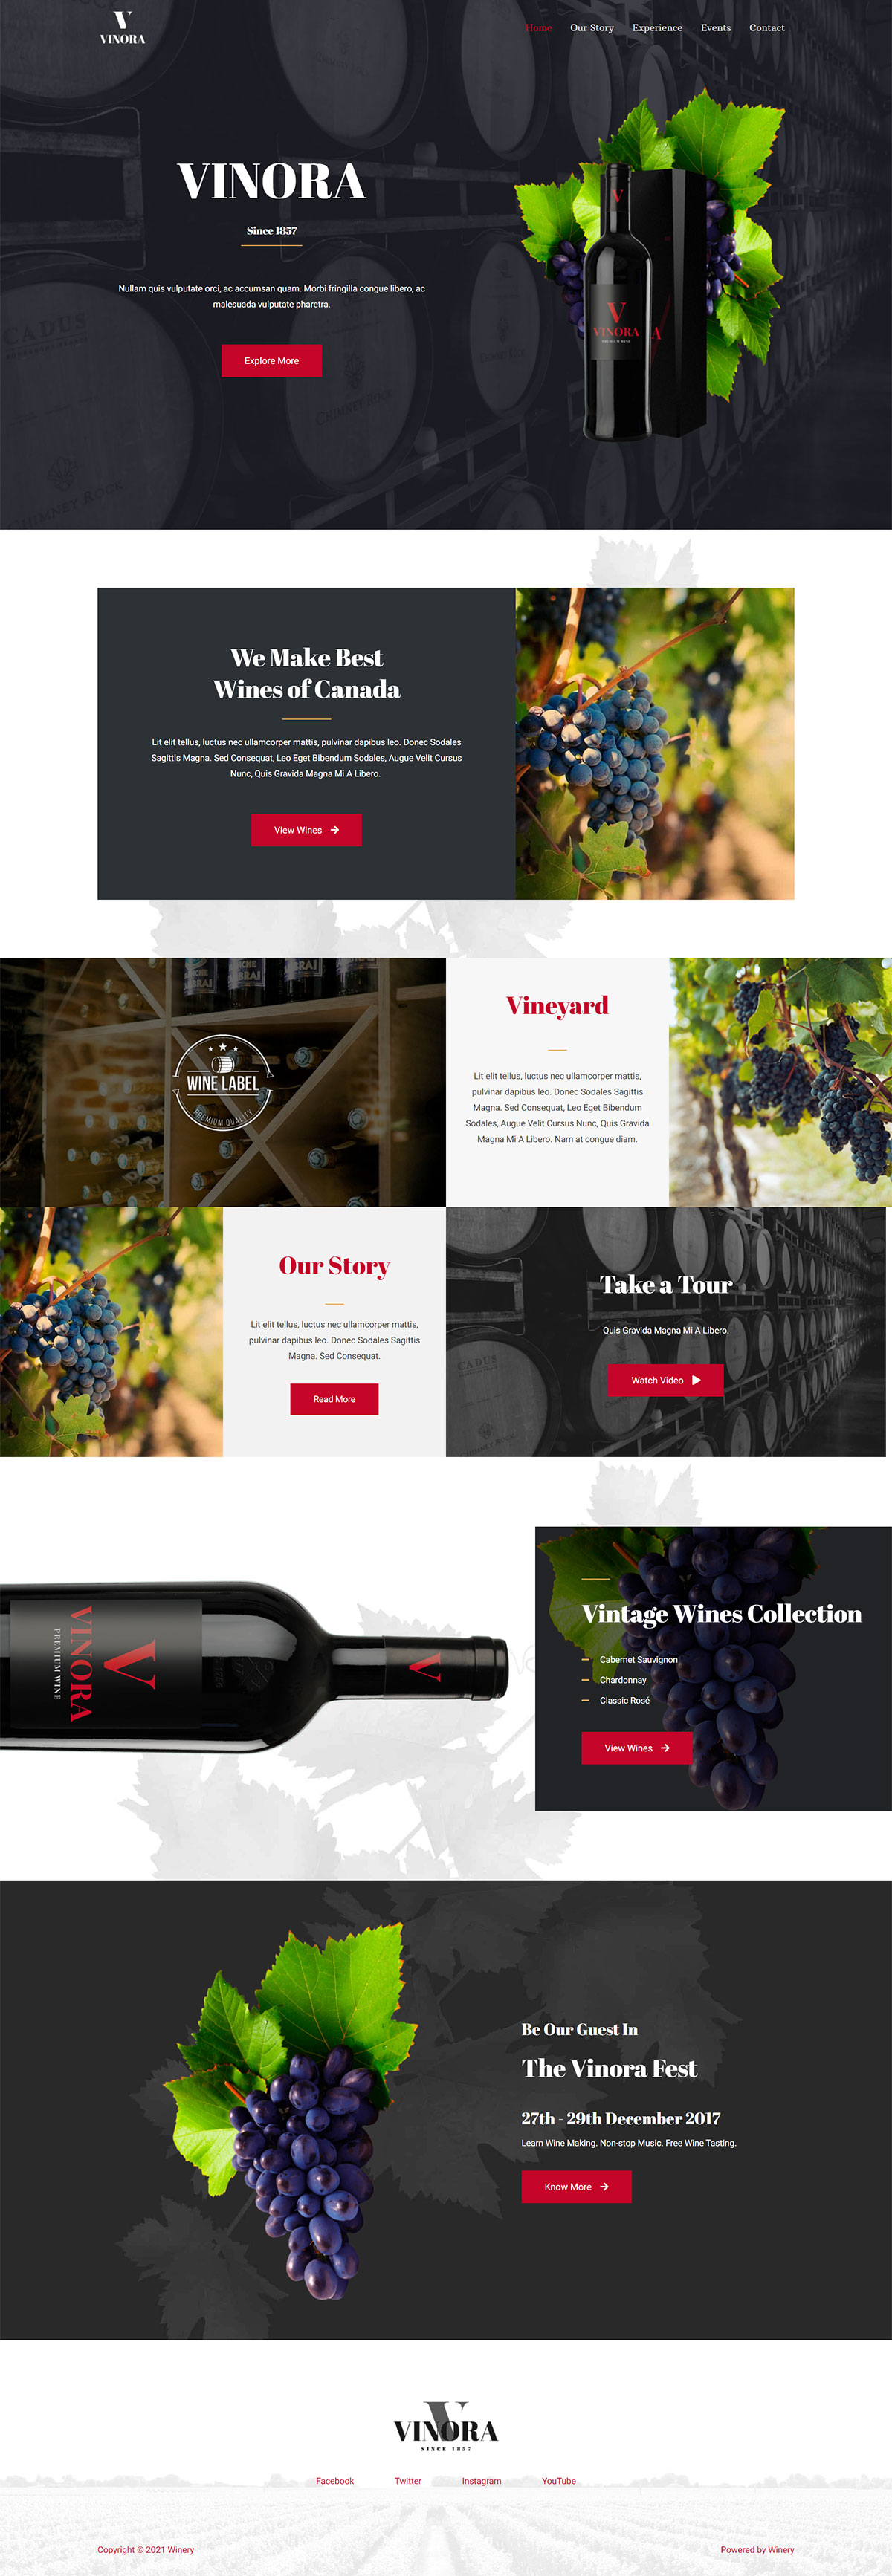 V
VINORA
Home Our Story Experience Events Contact
VINORA
Since 1857
Nullam quis vulputate orci, ac accumsan quam. Morbi fringilla congue libero, ac
malesuada vulputate pharetra.
Explore More
V
V
VINORA
PREMIUM WINE
A
CADUS
CHIMNEY ROCK
CHIMNEY ROCK
We Make Best
Wines of Canada
Lit elit tellus, luctus nec ullamcorper mattis, pulvinar dapibus leo. Donec Sodales
Sagittis Magna. Sed Consequat, Leo Eget Bibendum Sodales, Augue Velit Cursus
Nunc, Quis Gravida Magna Mi A Libero.
View Wines
WINE LABEL
PREMIUM QUALITY
Vineyard
Lit elit tellus, luctus nec ullamcorper mattis,
pulvinar dapibus leo. Donec Sodales Sagittis
Magna. Sed Consequat, Leo Eget Bibendum
Sodales, Augue Velit Cursus Nunc, Quis Gravida
Magna Mi A Libero. Nam at congue diam.
Our Story
Lit elit tellus, luctus nec ullamcorper mattis,
pulvinar dapibus leo. Donec Sodales Sagittis
Magna. Sed Consequat.
Read More
CADUS
Take a Tour
Quis Gravida Magna Mi A Libero.
Watch Video
V
VINORA
PREMIUM WINE
V
Vintage Wines Collection
Cabernet Sauvignon
Chardonnay
Classic Rosé
View Wines
Be Our Guest In
The Vinora Fest
27th - 29th December 2017
Learn Wine Making. Non-stop Music. Free Wine Tasting.
Know More
V
VINORA
SINCE 1857
Facebook Twitter Instagram YouTube
Copyright © 2021 Winery
Powered by Winery